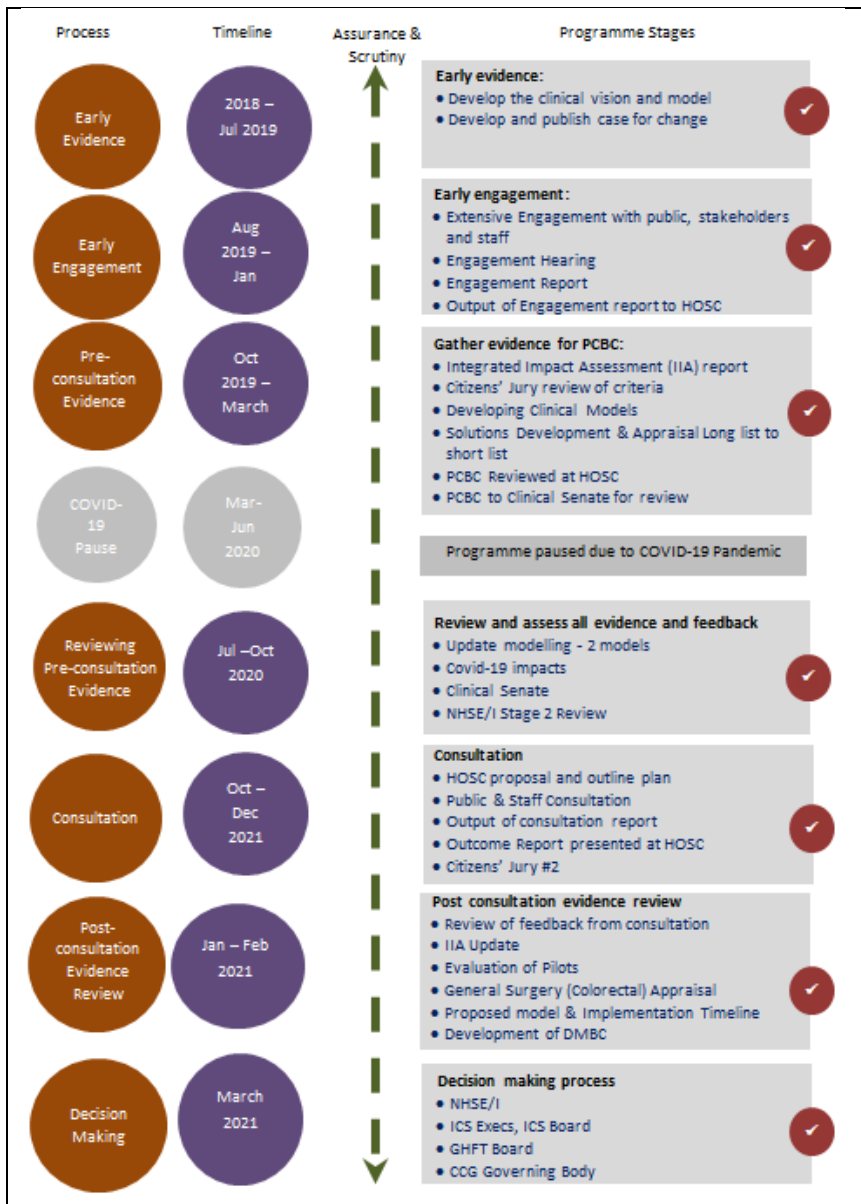 Process
Timeline
Assurance &
Scrutiny
Programme Stages
Early
Evidence
2018 –
Jul 2019
Early evidence:
• Develop the clinical vision and model
• Develop and publish case for change
✓
Early
Engagement
Aug
2019 –
Jan
Early engagement:
• Extensive Engagement with public, stakeholders
and staff
• Engagement Hearing
• Engagement Report
• Output of Engagement report to HOSC
✓
Pre-
consultation
Evidence
Oct
2019 –
March
Gather evidence for PCBC:
• Integrated Impact Assessment (IIA) report
• Citizens’ Jury review of criteria
• Developing Clinical Models
• Solutions Development & Appraisal Long list to
short list
• PCBC Reviewed at HOSC
• PCBC to Clinical Senate for review
✓
COVID-
19
Pause
Mar-
Jun
2020
Programme paused due to COVID-19 Pandemic
Reviewing
Pre-consultation
Evidence
Jul –Oct
2020
Review and assess all evidence and feedback
• Update modelling - 2 models
• Covid-19 impacts
• Clinical Senate
• NHSE/I Stage 2 Review
✓
Consultation
Oct –
Dec
2021
Consultation
• HOSC proposal and outline plan
• Public & Staff Consultation
• Output of consultation report
• Outcome Report presented at HOSC
• Citizens’ Jury #2
✓
Post-
consultation
Evidence
Review
Jan – Feb
2021
Post consultation evidence review
• Review of feedback from consultation
• IIA Update
• Evaluation of Pilots
• General Surgery (Colorectal) Appraisal
• Proposed model & Implementation Timeline
• Development of DMBC
✓
Decision
Making
March
2021
Decision making process
• NHSE/I
• ICS Execs, ICS Board
• GHFT Board
• CCG Governing Body
✓